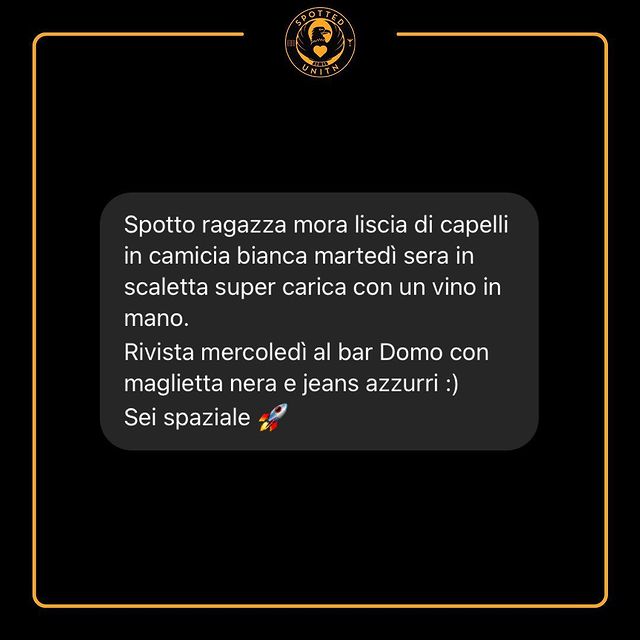 SPOTTED
UNITN
Spotto ragazza mora liscia di capelli
in camicia bianca martedì sera in
scaletta super carica con un vino in
mano.
Rivista mercoledì al bar Domo con
maglietta nera e jeans azzurri :)
Sei spaziale 🚀